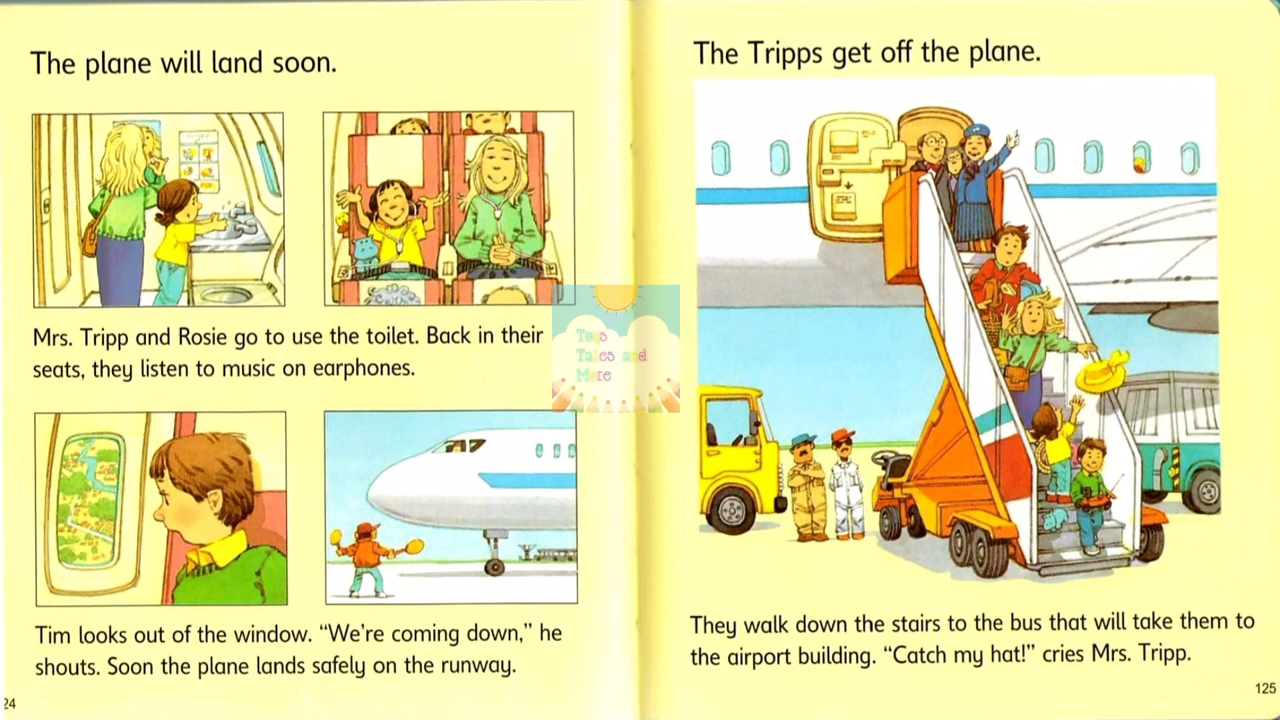 The plane will land soon.
Mrs. Tripp and Rosie go to use the toilet. Back in their
seats, they listen to music on earphones.
Tim looks out of the window. “We’re coming down,” he
shouts. Soon the plane lands safely on the runway.
24
Toys
Tales and
More
The Tripps get off the plane.
They walk down the stairs to the bus that will take them to
the airport building. “Catch my hat!” cries Mrs. Tripp.
125